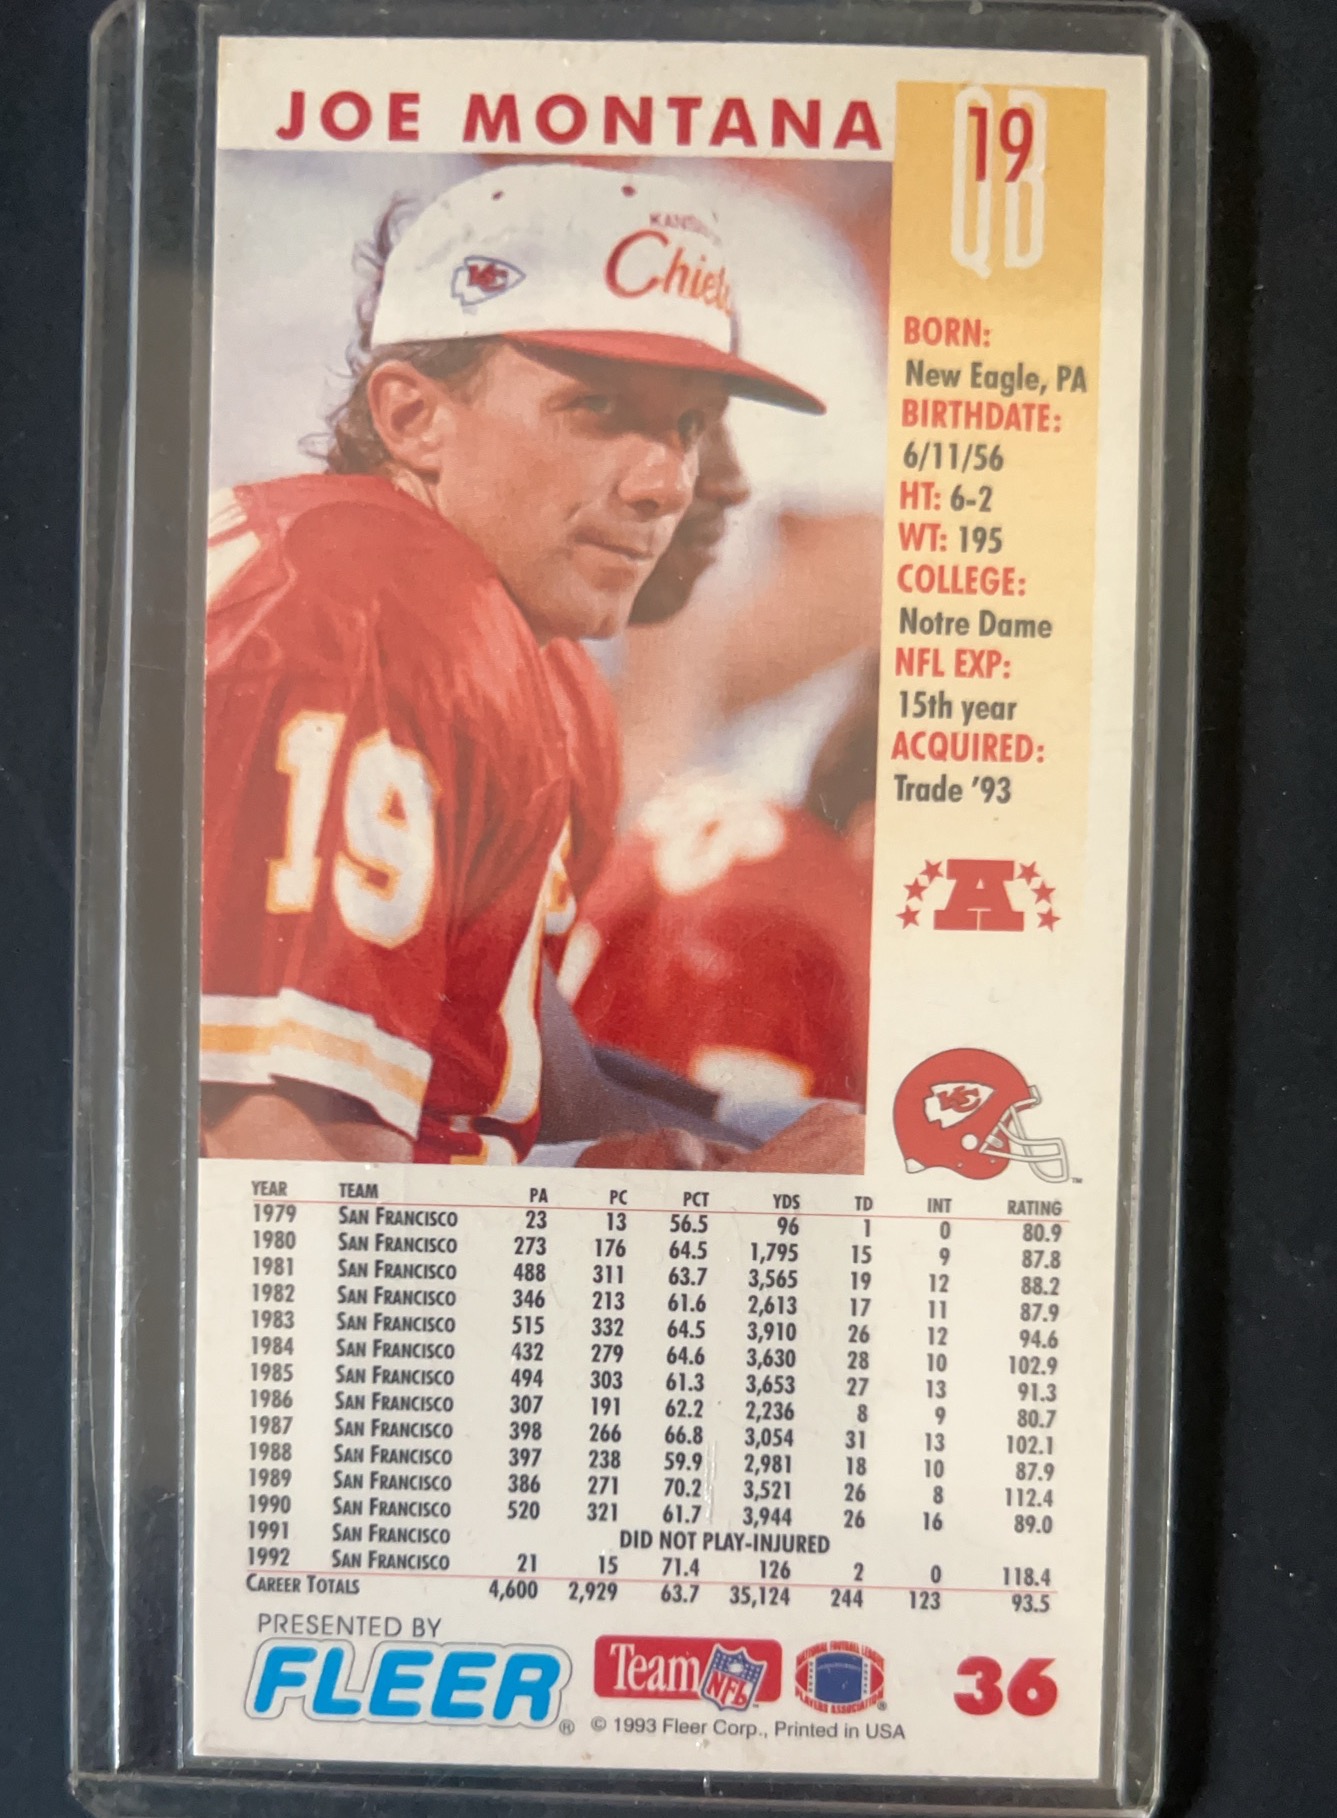 JOE MONTANA
19
QB
KANSAS
Chiefs
KC
BORN:
New Eagle, PA
BIRTHDATE:
6/11/56
HT: 6-2
WT: 195
COLLEGE:
Notre Dame
NFL EXP:
15th year
ACQUIRED:
Trade '93
A
19
KC
YEAR TEAM PA PC PCT YDS TD INT RATING
1979 SAN FRANCISCO 23 13 56.5 96 1 0 80.9
1980 SAN FRANCISCO 273 176 64.5 1,795 15 9 87.8
1981 SAN FRANCISCO 488 311 63.7 3,565 19 12 88.2
1982 SAN FRANCISCO 346 213 61.6 2,613 17 11 87.9
1983 SAN FRANCISCO 515 332 64.5 3,910 26 12 94.6
1984 SAN FRANCISCO 432 279 64.6 3,630 28 10 102.9
1985 SAN FRANCISCO 494 303 61.3 3,653 27 13 91.3
1986 SAN FRANCISCO 307 191 62.2 2,236 8 9 80.7
1987 SAN FRANCISCO 398 266 66.8 3,054 31 13 102.1
1988 SAN FRANCISCO 397 238 59.9 2,981 18 10 87.9
1989 SAN FRANCISCO 386 271 70.2 3,521 26 8 112.4
1990 SAN FRANCISCO 520 321 61.7 3,944 26 16 89.0
1991 SAN FRANCISCO DID NOT PLAY-INJURED
1992 SAN FRANCISCO 21 15 71.4 126 2 0 118.4
CAREER TOTALS 4,600 2,929 63.7 35,124 244 123 93.5
PRESENTED BY
FLEER®
Team NFL
NATIONAL FOOTBALL LEAGUE
PLAYERS ASSOCIATION
36
© 1993 Fleer Corp., Printed in USA